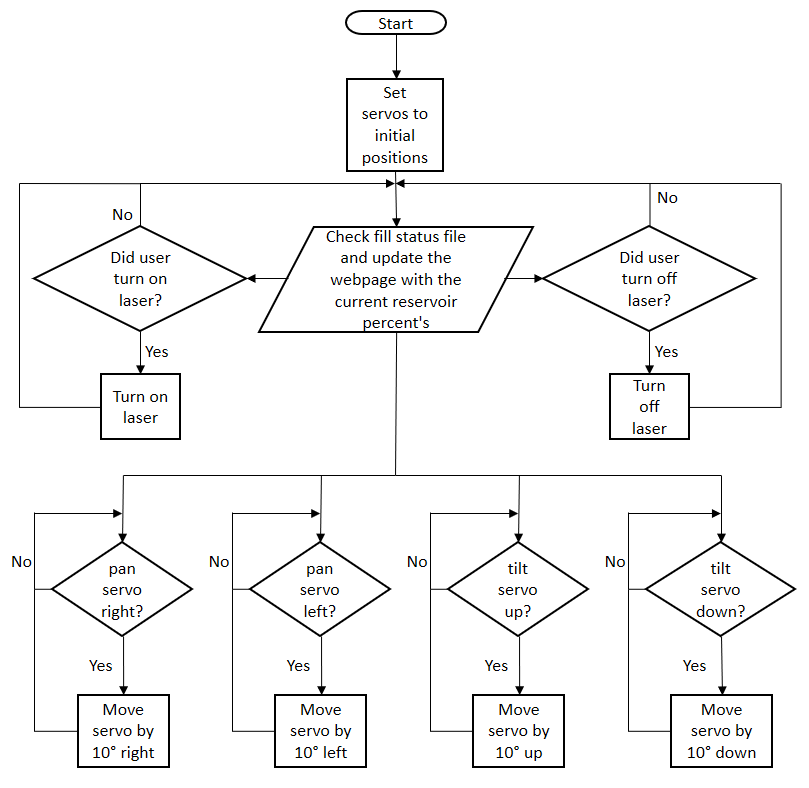 Start
Set
servos to
initial
positions
No
No
Check fill status file
and update the
webpage with the
current reservoir
percent's
Did user
turn on
laser?
Did user
turn off
laser?
Yes
Yes
Turn on
laser
Turn
off
laser
No
No
No
No
pan
servo
right?
pan
servo
left?
tilt
servo
up?
tilt
servo
down?
Yes
Yes
Yes
Yes
Move
servo by
10° right
Move
servo by
10° left
Move
servo by
10° up
Move
servo by
10° down